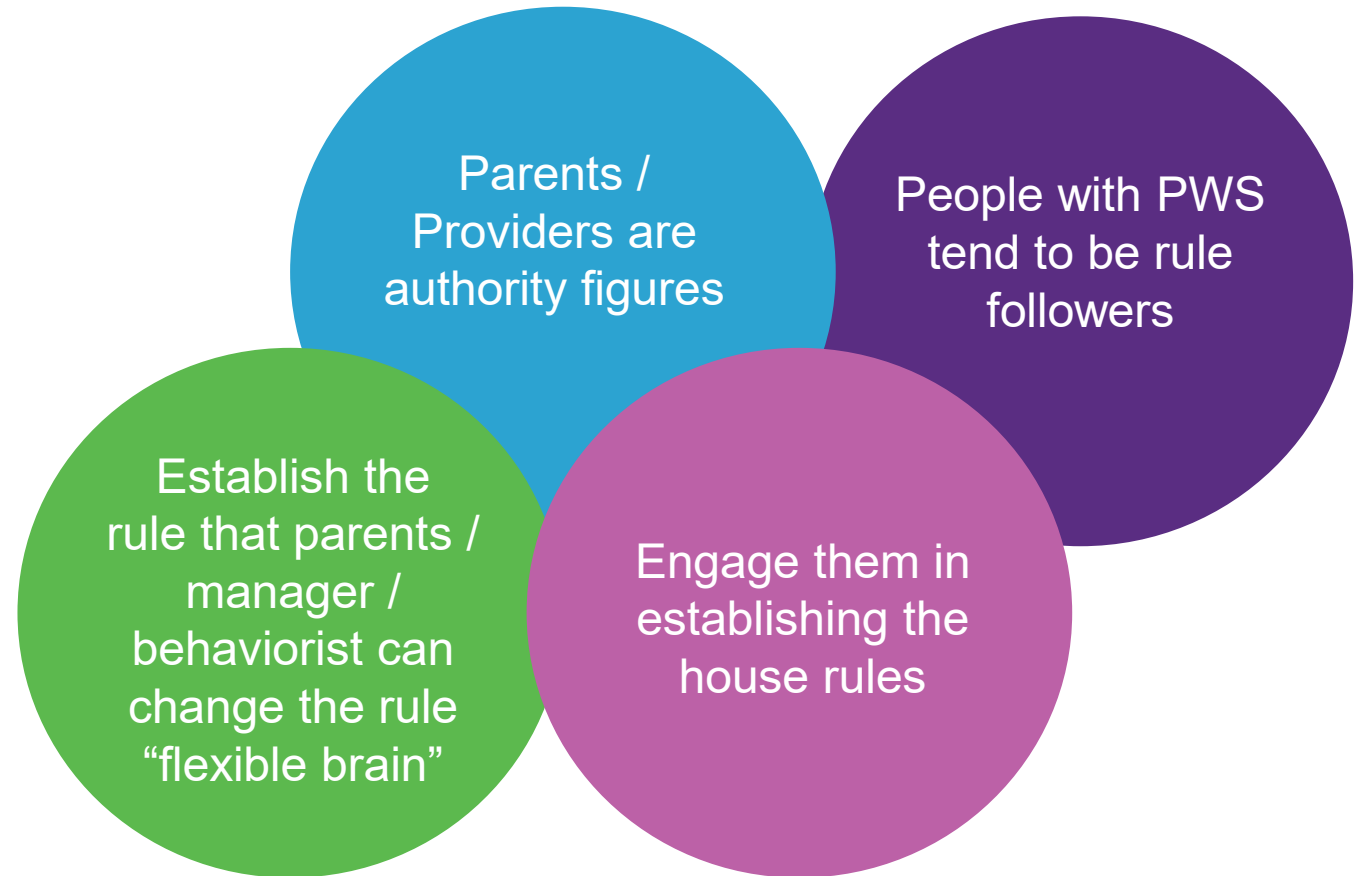 Parents /
Providers are
authority figures
People with PWS
tend to be rule
followers
Establish the
rule that parents /
manager /
behaviorist can
change the rule
“flexible brain”
Engage them in
establishing the
house rules